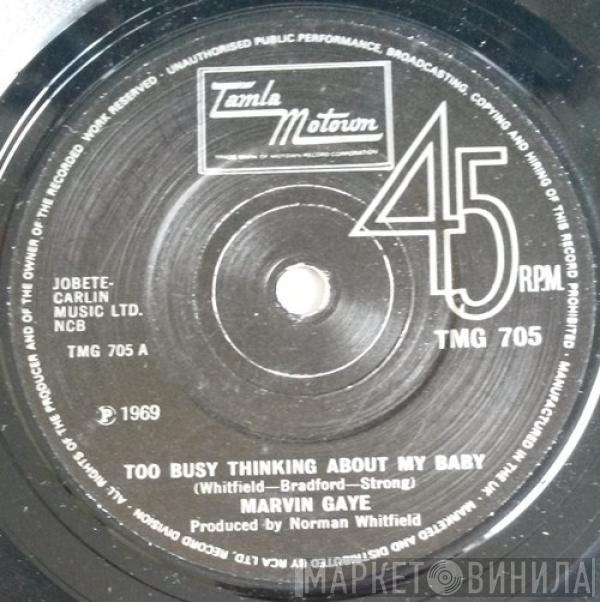 ALL RIGHTS OF THE PRODUCER AND OF THE OWNER OF THE RECORDED WORK RESERVED · UNAUTHORISED PUBLIC PERFORMANCE, BROADCASTING, COPYING AND HIRING OF THIS RECORD PROHIBITED · MANUFACTURED IN THE UK. MARKETED AND DISTRIBUTED BY RCA LTD, RECORD DIVISION
Tamla
Motown
TRADE MARK OF MOTOWN RECORD CORPORATION
45
R.P.M.
JOBETE-
CARLIN
MUSIC LTD.
NCB
TMG 705 A
TMG 705
℗ 1969
TOO BUSY THINKING ABOUT MY BABY
(Whitfield—Bradford—Strong)
MARVIN GAYE
Produced by Norman Whitfield
МАРКЕТ ВИНИЛА